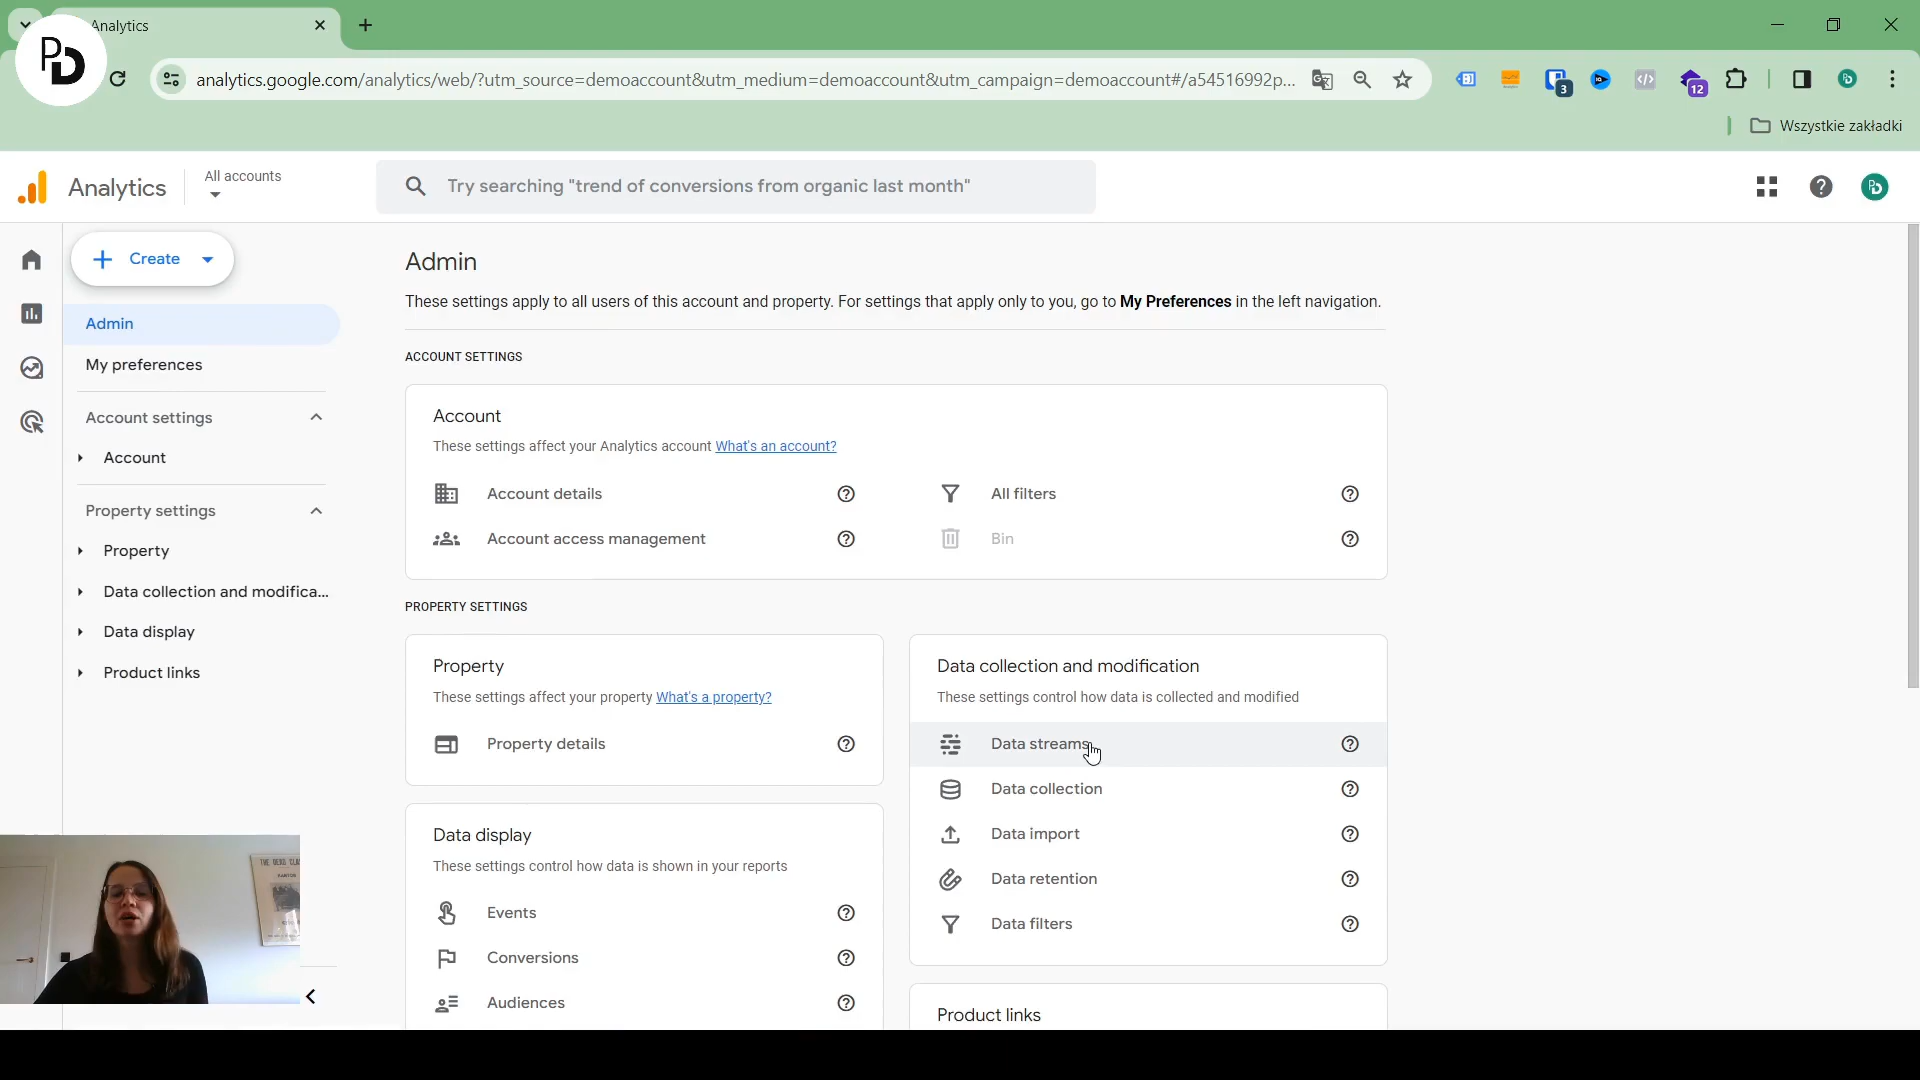 Analytics
PD
analytics.google.com/analytics/web/?utm_source=demoaccount&utm_medium=demoaccount&utm_campaign=demoaccount#/a54516992p...
3
12
Wszystkie zakładki
Analytics
All accounts
Try searching "trend of conversions from organic last month"
Create
Admin
My preferences
Account settings
Account
Property settings
Property
Data collection and modifica...
Data display
Product links
Admin
These settings apply to all users of this account and property. For settings that apply only to you, go to My Preferences in the left navigation.
ACCOUNT SETTINGS
Account
These settings affect your Analytics account What's an account?
Account details
All filters
Account access management
Bin
PROPERTY SETTINGS
Property
These settings affect your property What's a property?
Property details
Data collection and modification
These settings control how data is collected and modified
Data streams
Data collection
Data import
Data retention
Data filters
Data display
These settings control how data is shown in your reports
Events
Conversions
Audiences
Product links